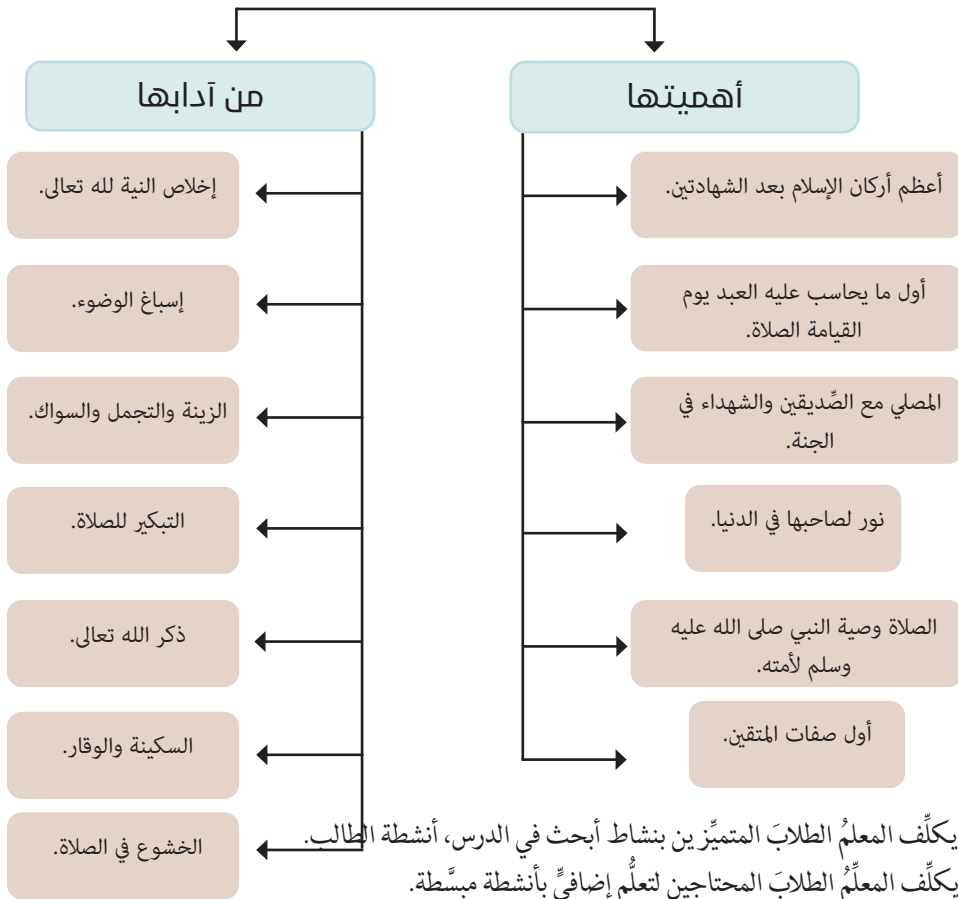 أهميتها
أعظم أركان الإسلام بعد الشهادتين.
أول ما يحاسب عليه العبد يوم
القيامة الصلاة.
المصلي مع الصِّديقين والشهداء في
الجنة.
نور لصاحبها في الدنيا.
الصلاة وصية النبي صلى الله عليه
وسلم لأمته.
أول صفات المتقين.
من آدابها
إخلاص النية لله تعالى.
إسباغ الوضوء.
الزينة والتجمل والسواك.
التبكير للصلاة.
ذكر الله تعالى.
السكينة والوقار.
الخشوع في الصلاة.
يكلِّف المعلمُ الطلابَ المتميِّزين بنشاط أبحث في الدرس، أنشطة الطالب.
يكلِّف المعلِّمُ الطلابَ المحتاجين لتعلُّم إضافيٍّ بأنشطة مبسَّطة.